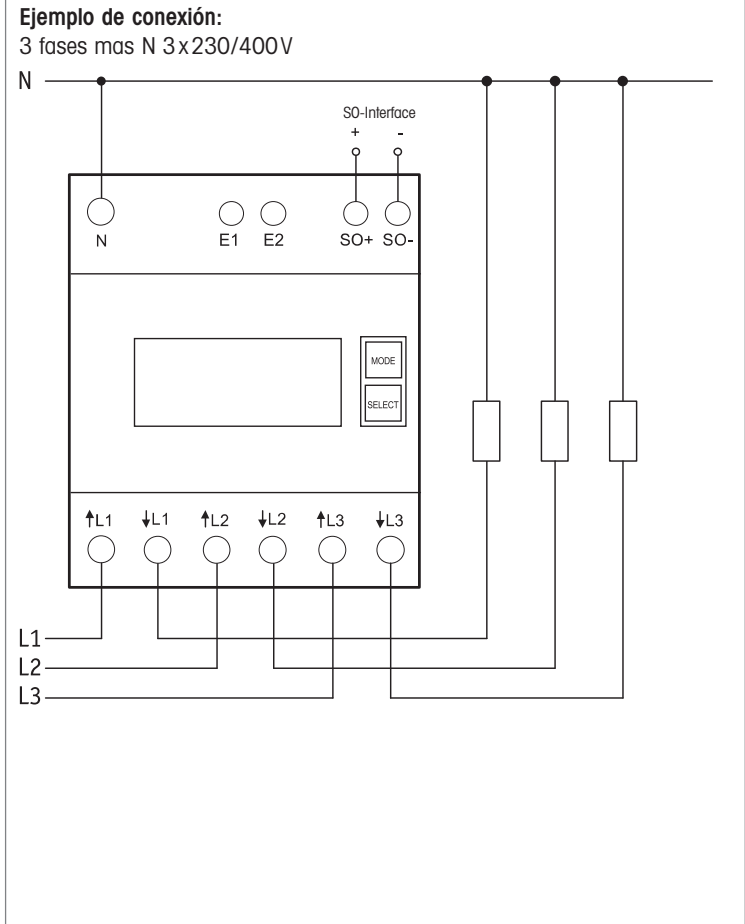 Ejemplo de conexión:
3 fases mas N 3x230/400V
N
SO-Interface
+ -
N E1 E2 SO+ SO-
MODE
SELECT
↑L1 ↓L1 ↑L2 ↓L2 ↑L3 ↓L3
L1
L2
L3